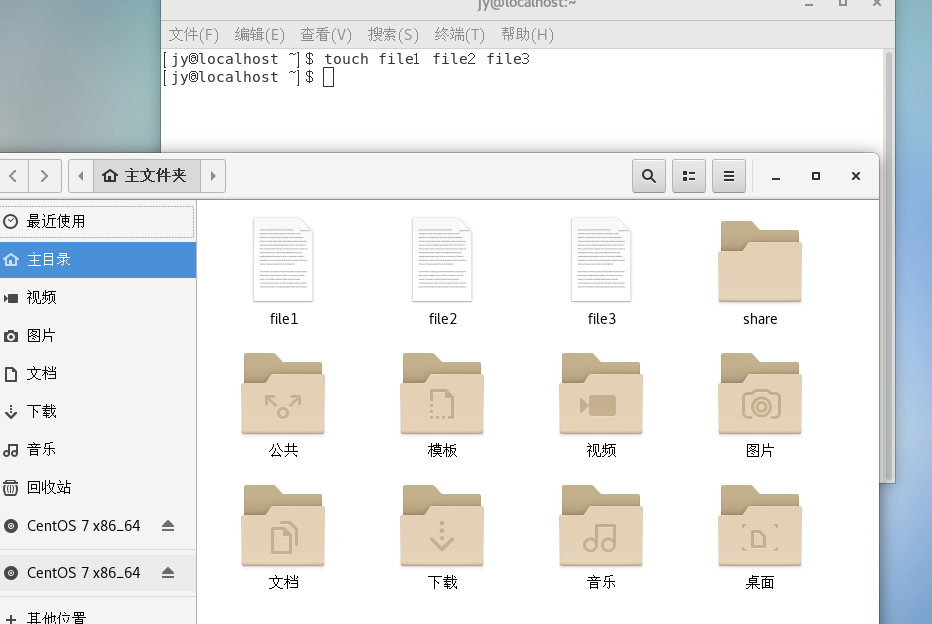 jy@localhost:~
文件(F) 编辑(E) 查看(V) 搜索(S) 终端(T) 帮助(H)
[jy@localhost ~]$ touch file1 file2 file3
[jy@localhost ~]$
主文件夹
最近使用
主目录
视频
图片
文档
下载
音乐
回收站
CentOS 7 x86_64
CentOS 7 x86_64
其他位置
file1 file2 file3 share
公共 模板 视频 图片
文档 下载 音乐 桌面